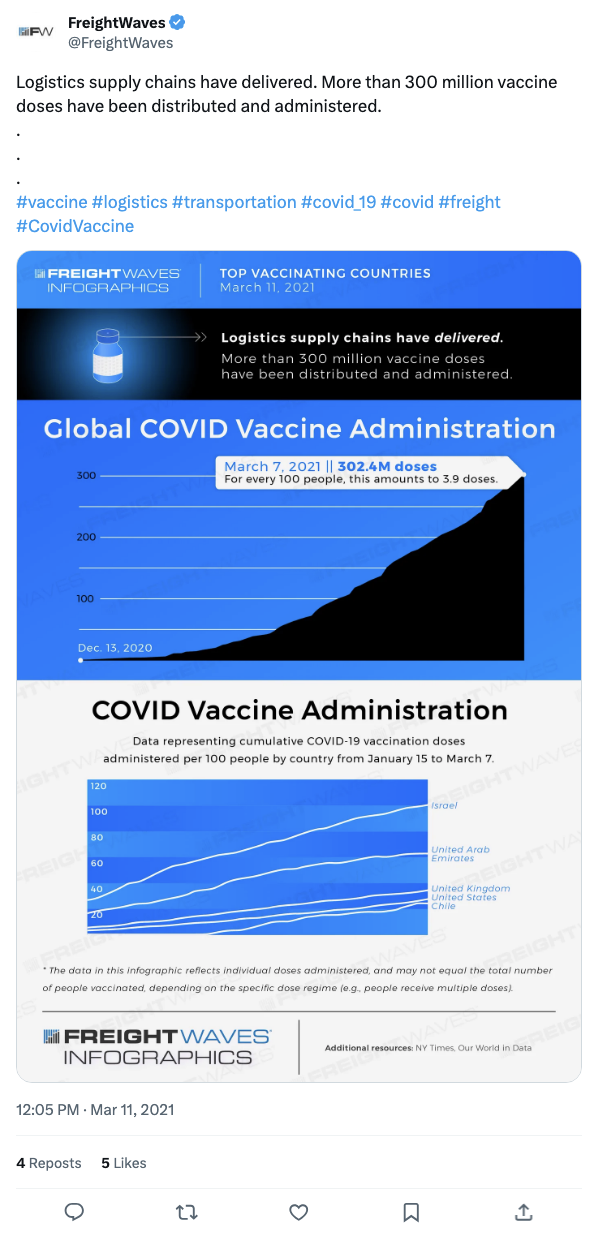 FreightWaves
FW
@FreightWaves
Logistics supply chains have delivered. More than 300 million vaccine
doses have been distributed and administered.
.
.
.
#vaccine #logistics #transportation #covid_19 #covid #freight
#CovidVaccine
FREIGHTWAVES
INFOGRAPHICS
TOP VACCINATING COUNTRIES
March 11, 2021
Logistics supply chains have delivered.
More than 300 million vaccine doses
have been distributed and administered.
Global COVID Vaccine Administration
March 7, 2021 || 302.4M doses
For every 100 people, this amounts to 3.9 doses.
300
200
100
Dec. 13, 2020
COVID Vaccine Administration
Data representing cumulative COVID-19 vaccination doses
administered per 100 people by country from January 15 to March 7.
120
100
80
60
40
20
Israel
United Arab
Emirates
United Kingdom
United States
Chile
* The data in this infographic reflects individual doses administered, and may not equal the total number
of people vaccinated, depending on the specific dose regime (e.g., people receive multiple doses).
FREIGHTWAVES
INFOGRAPHICS
Additional resources: NY Times, Our World in Data
12:05 PM · Mar 11, 2021
4 Reposts 5 Likes